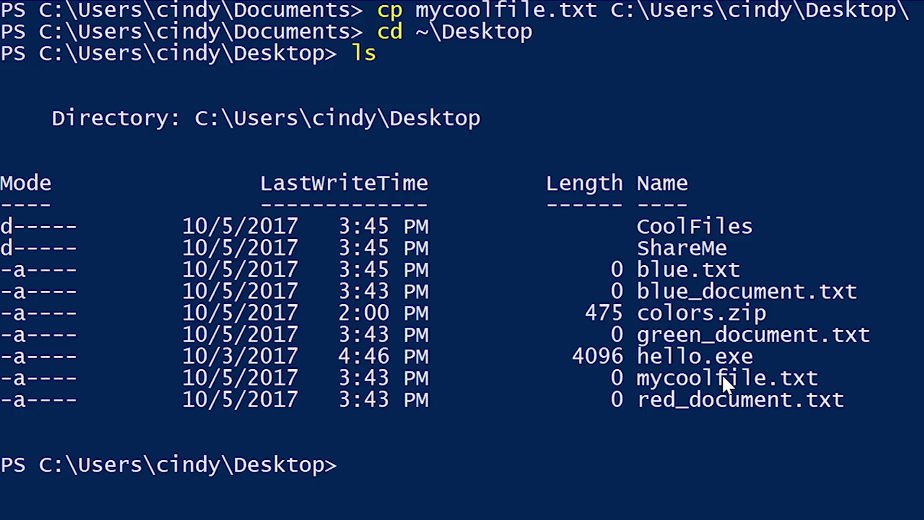 PS C:\Users\cindy\Documents> cp mycoolfile.txt C:\Users\cindy\Desktop\
PS C:\Users\cindy\Documents> cd ~\Desktop
PS C:\Users\cindy\Desktop> ls
Directory: C:\Users\cindy\Desktop
Mode LastWriteTime Length Name
---- ------------- ------ ----
d----- 10/5/2017 3:45 PM CoolFiles
d----- 10/5/2017 3:45 PM ShareMe
-a---- 10/5/2017 3:45 PM 0 blue.txt
-a---- 10/5/2017 3:43 PM 0 blue_document.txt
-a---- 10/5/2017 2:00 PM 475 colors.zip
-a---- 10/5/2017 3:43 PM 0 green_document.txt
-a---- 10/3/2017 4:46 PM 4096 hello.exe
-a---- 10/5/2017 3:43 PM 0 mycoolfile.txt
-a---- 10/5/2017 3:43 PM 0 red_document.txt
PS C:\Users\cindy\Desktop>